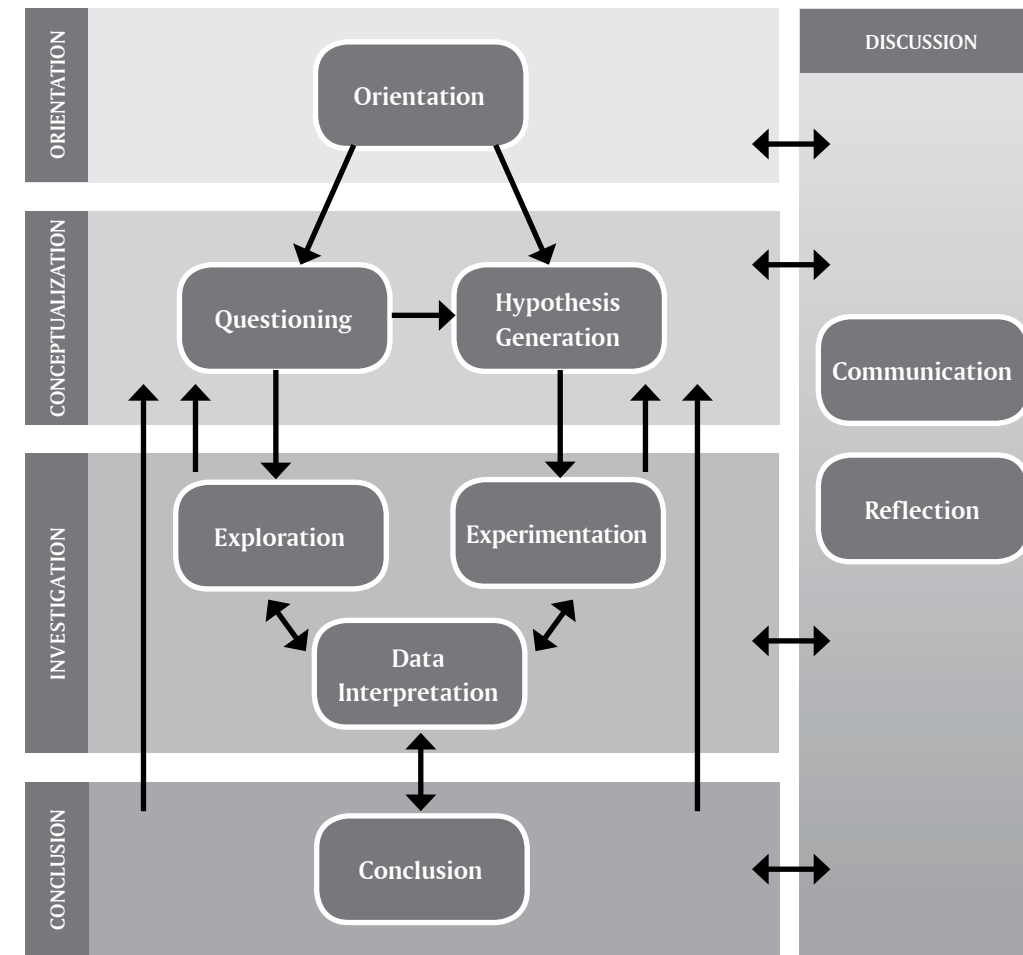 ORIENTATION
Orientation
CONCEPTUALIZATION
Questioning
Hypothesis
Generation
INVESTIGATION
Exploration
Experimentation
Data
Interpretation
CONCLUSION
Conclusion
DISCUSSION
Communication
Reflection